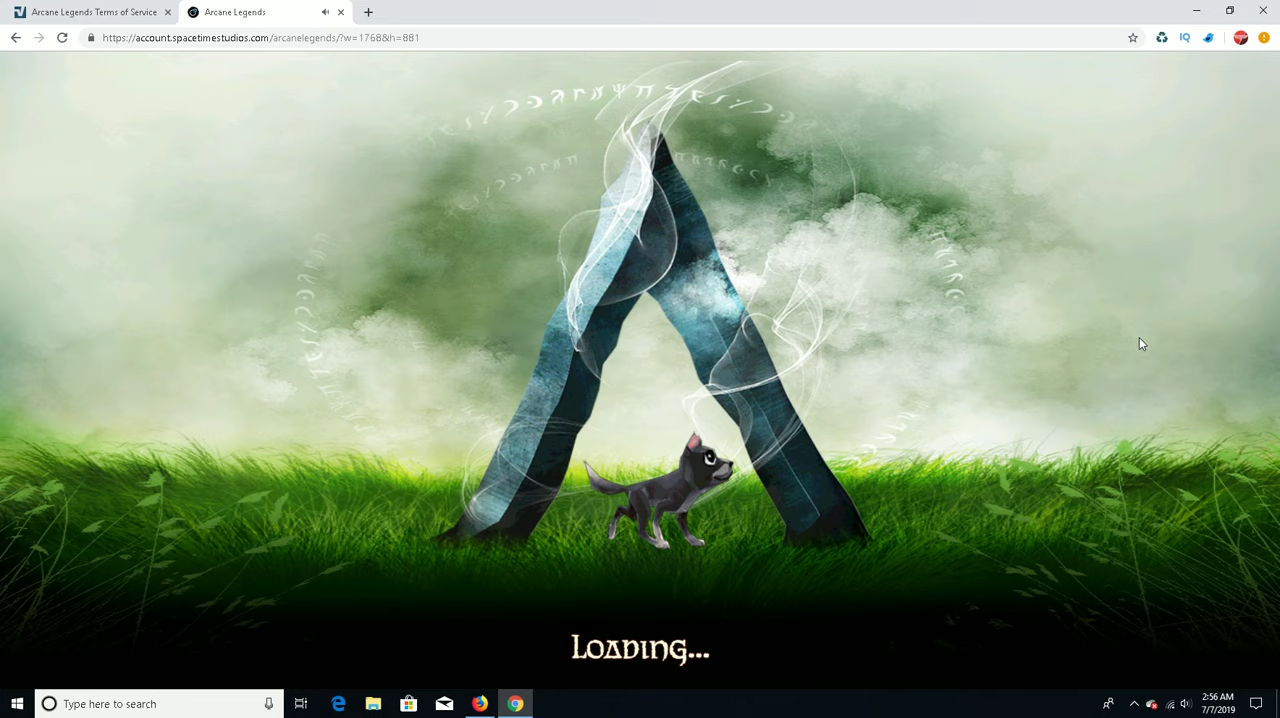 Arcane Legends Terms of Service
Arcane Legends
https://account.spacetimestudios.com/arcanelegends/?w=1768&h=881
IQ
Loading...
Type here to search
2:56 AM
7/7/2019